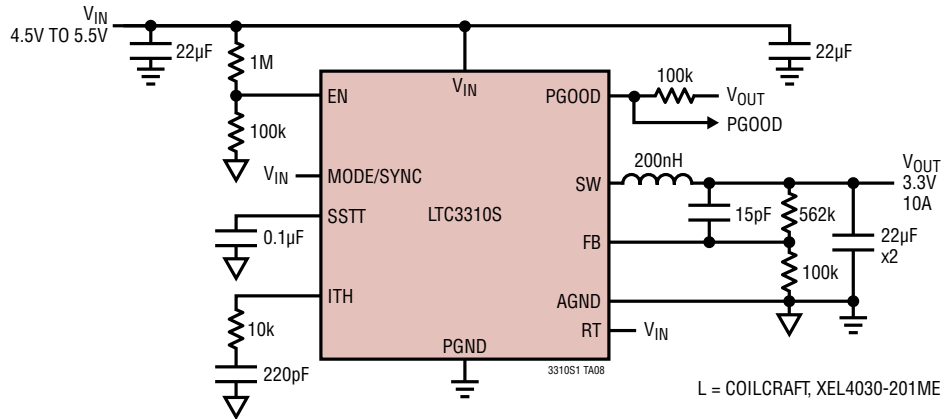 VIN
4.5V TO 5.5V
22µF
1M
22µF
100k
EN
VIN
PGOOD
100k
VOUT
PGOOD
VIN
MODE/SYNC
SW
200nH
VOUT
3.3V
10A
SSTT
LTC3310S
15pF
562k
0.1µF
FB
22µF
x2
100k
ITH
AGND
10k
RT
VIN
PGND
220pF
3310S1 TA08
L = COILCRAFT, XEL4030-201ME